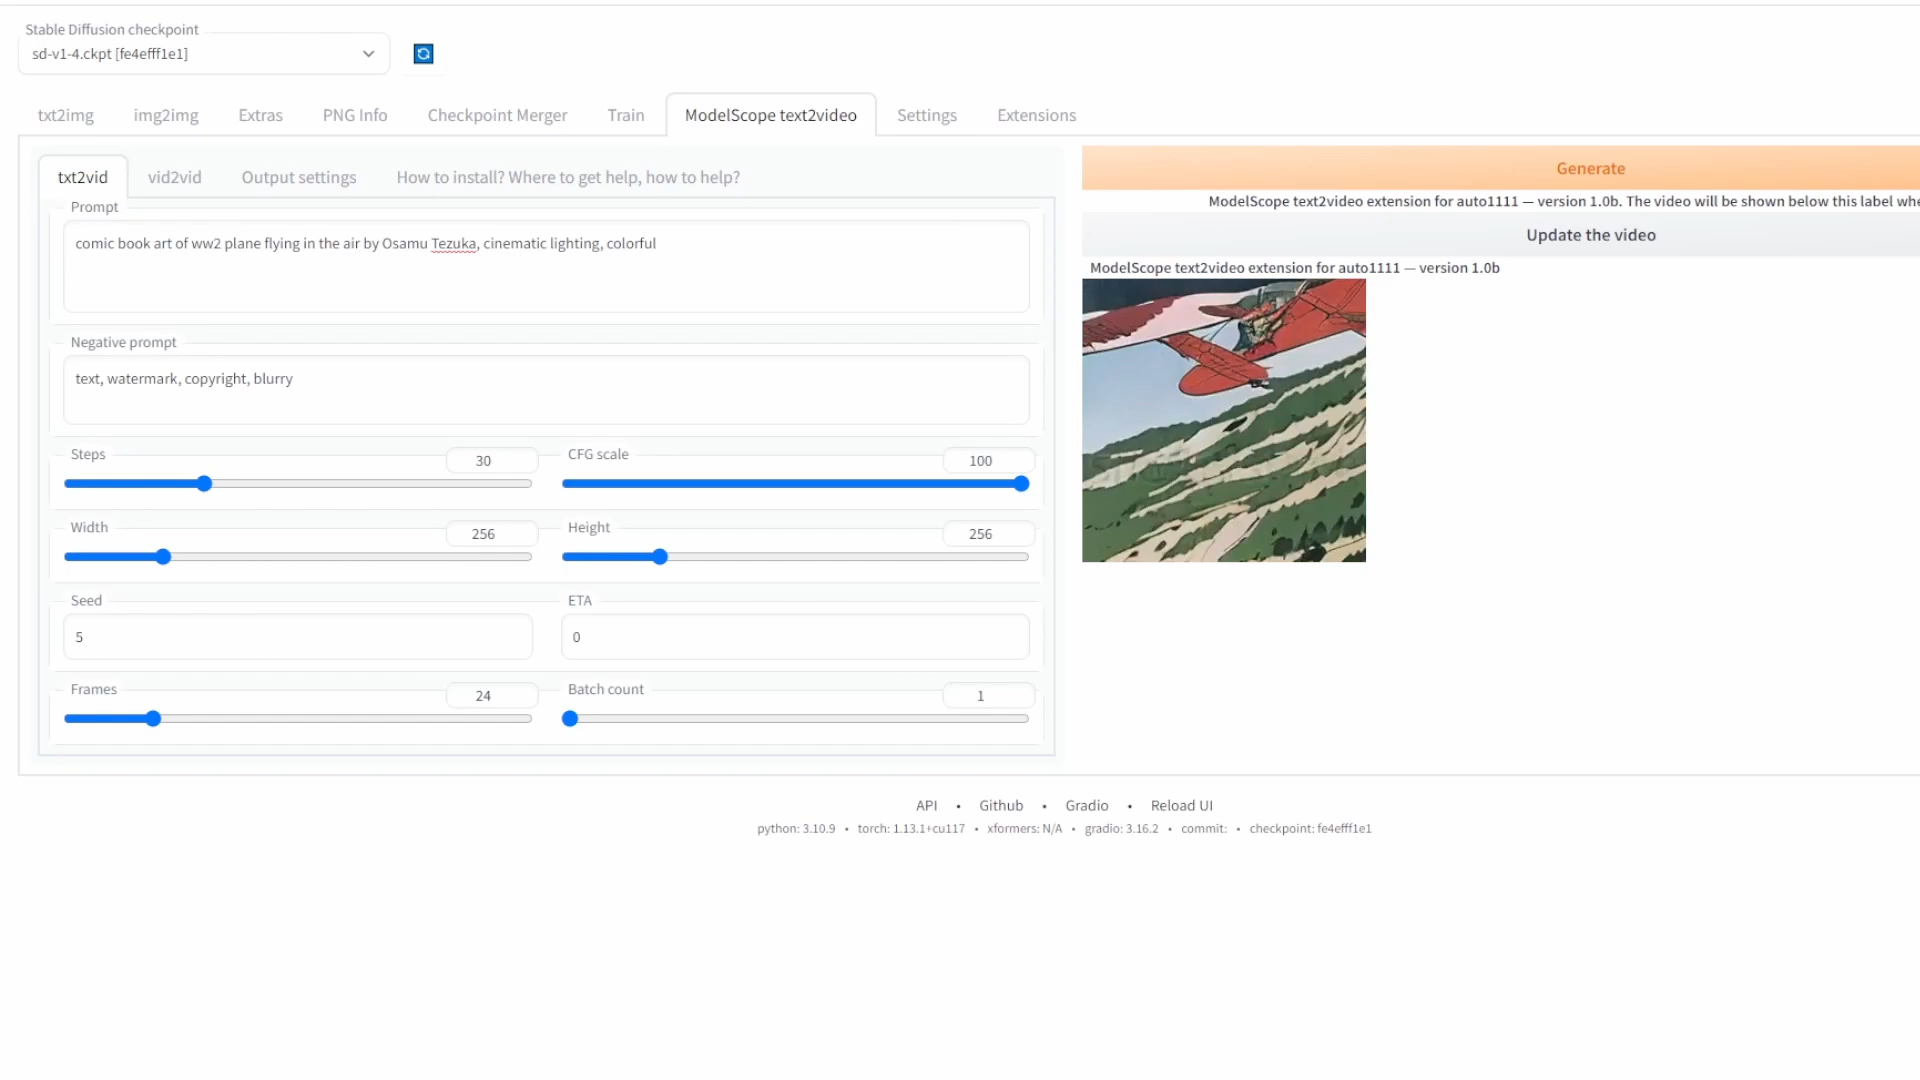 Stable Diffusion checkpoint
sd-v1-4.ckpt [fe4efff1e1]
txt2img img2img Extras PNG Info Checkpoint Merger Train ModelScope text2video Settings Extensions
txt2vid vid2vid Output settings How to install? Where to get help, how to help?
Prompt
comic book art of ww2 plane flying in the air by Osamu Tezuka, cinematic lighting, colorful
Negative prompt
text, watermark, copyright, blurry
Steps 30 CFG scale 100
Width 256 Height 256
Seed ETA
5 0
Frames 24 Batch count 1
Generate
ModelScope text2video extension for auto1111 — version 1.0b. The video will be shown below this label whe
Update the video
ModelScope text2video extension for auto1111 — version 1.0b
API • Github • Gradio • Reload UI
python: 3.10.9 • torch: 1.13.1+cu117 • xformers: N/A • gradio: 3.16.2 • commit: • checkpoint: fe4efff1e1